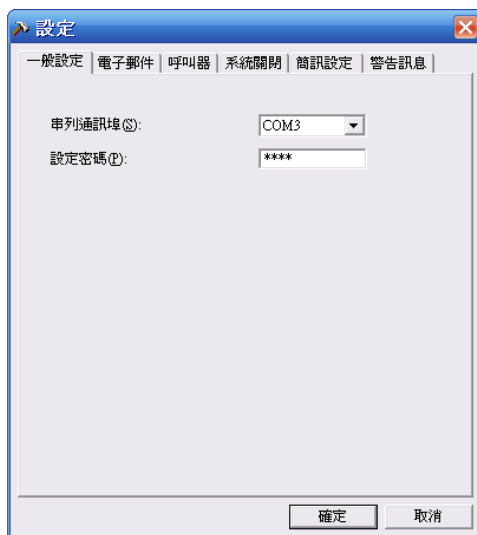 設定
一般設定 電子郵件 呼叫器 系統關閉 簡訊設定 警告訊息
串列通訊埠(S): COM3
設定密碼(P): ****
確定 取消